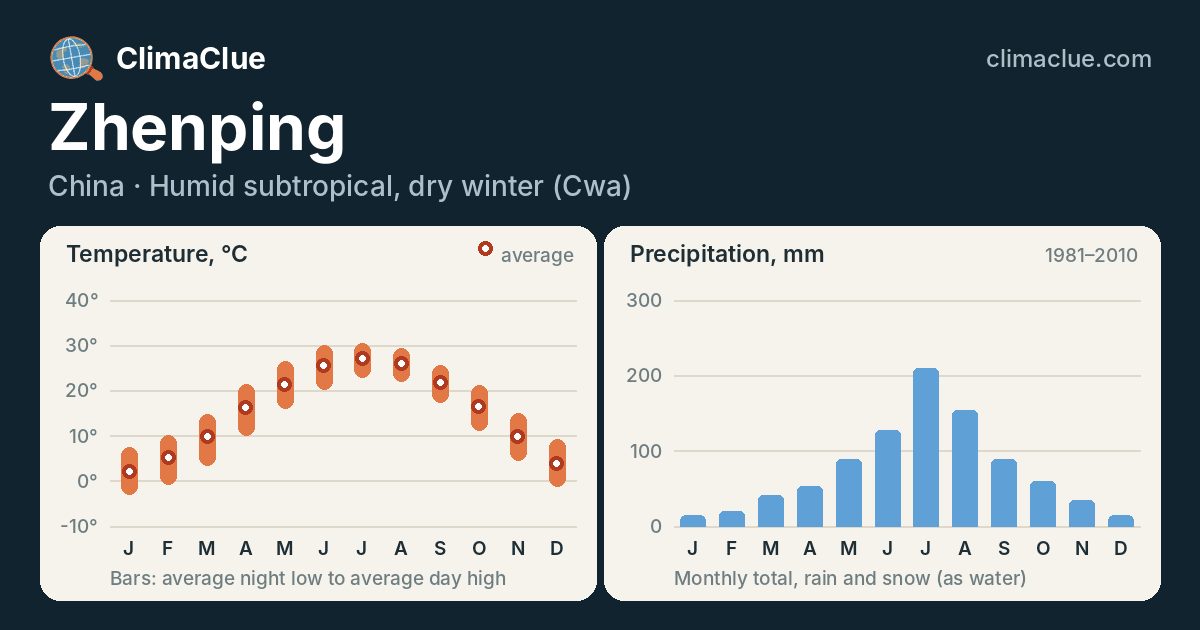 ClimaClue
climaclue.com
Zhenping
China · Humid subtropical, dry winter (Cwa)
Temperature, °C
average
40°
30°
20°
10°
0°
-10°
J F M A M J J A S O N D
Bars: average night low to average day high
Precipitation, mm
1981–2010
300
200
100
0
J F M A M J J A S O N D
Monthly total, rain and snow (as water)